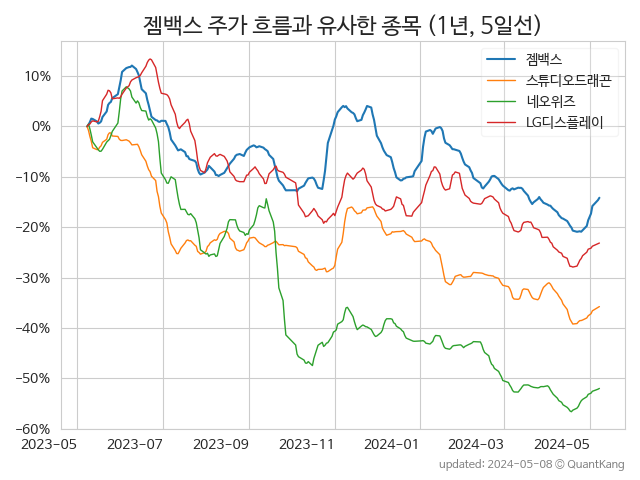 젬백스 주가 흐름과 유사한 종목 (1년, 5일선)
젬백스
스튜디오드래곤
네오위즈
LG디스플레이
10%
0%
−10%
−20%
−30%
−40%
−50%
−60%
2023-05 2023-07 2023-09 2023-11 2024-01 2024-03 2024-05
updated: 2024-05-08 © QuantKang